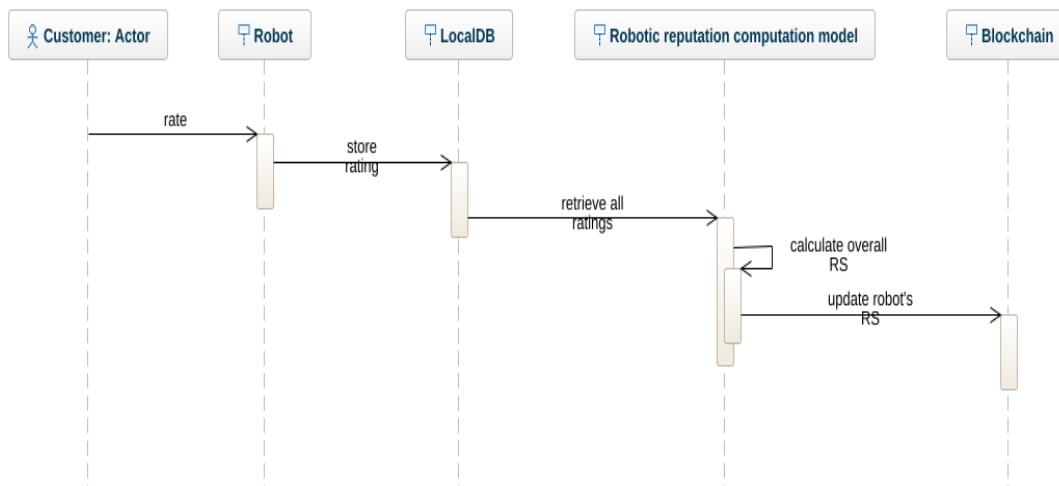 Customer: Actor
Robot
LocalDB
Robotic reputation computation model
Blockchain
rate
store
rating
retrieve all
ratings
calculate overall
RS
update robot's
RS